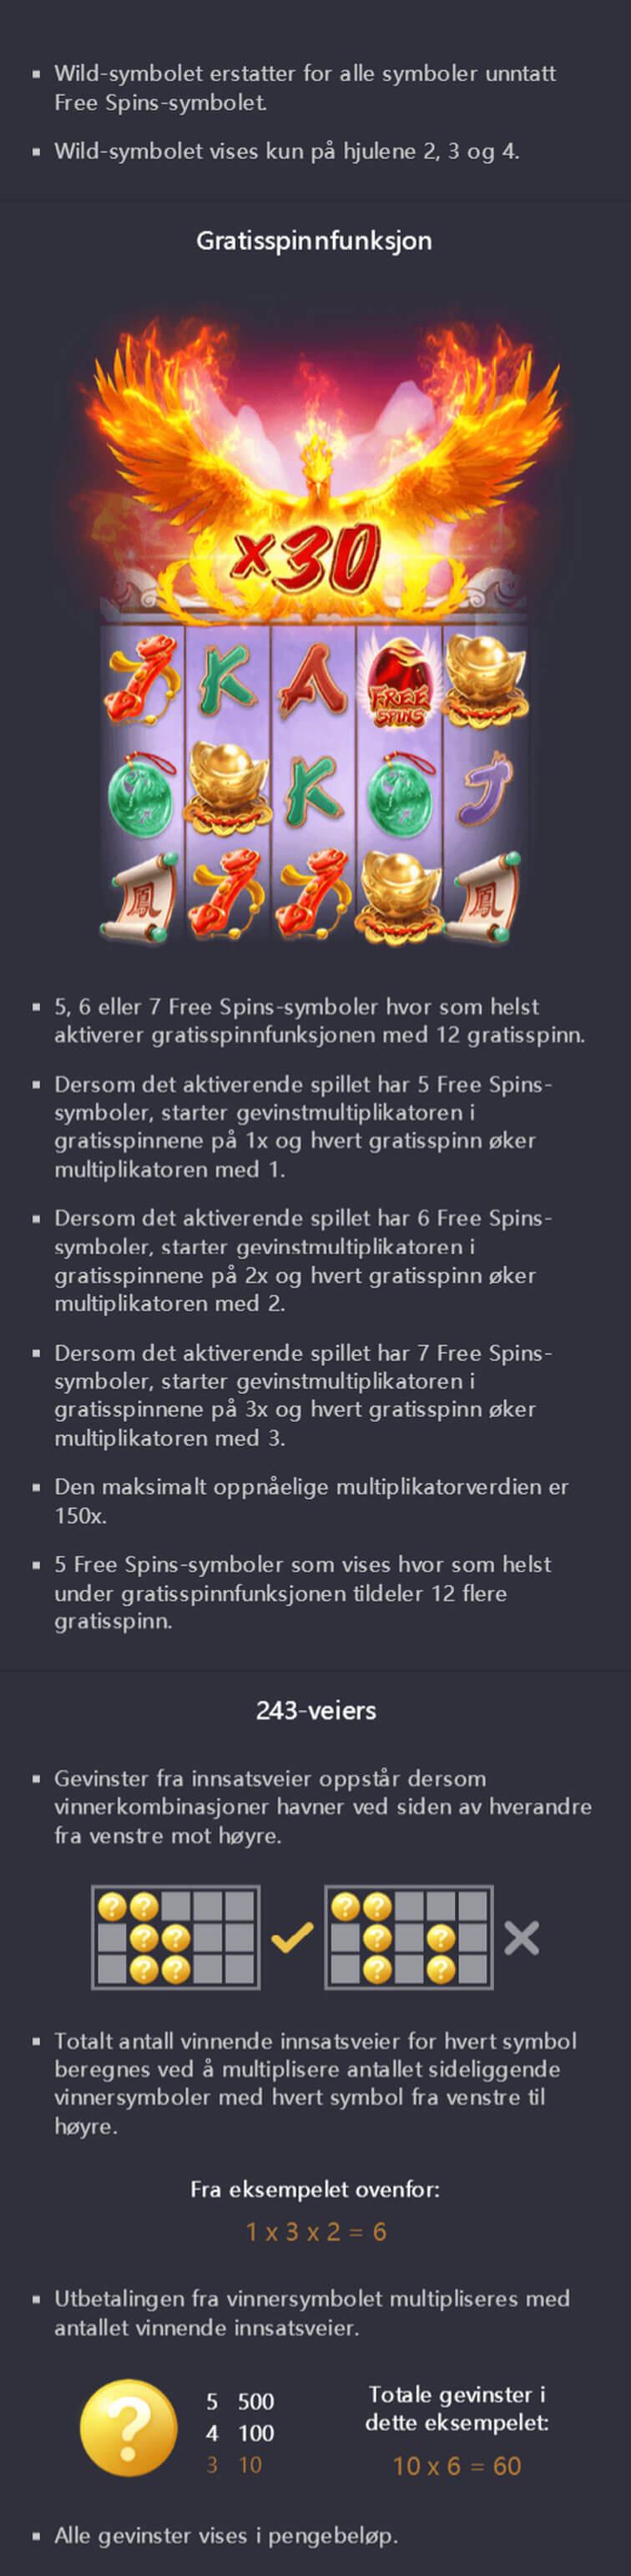 Wild-symbolet erstatter for alle symboler unntatt
Free Spins-symbolet.
Wild-symbolet vises kun på hjulene 2, 3 og 4.
Gratisspinnfunksjon
x30
K
A
FREE
SPINS
K
J
鳳
鳳
5, 6 eller 7 Free Spins-symboler hvor som helst
aktiverer gratisspinnfunksjonen med 12 gratisspinn.
Dersom det aktiverende spillet har 5 Free Spins-
symboler, starter gevinstmultiplikatoren i
gratisspinnene på 1x og hvert gratisspinn øker
multiplikatoren med 1.
Dersom det aktiverende spillet har 6 Free Spins-
symboler, starter gevinstmultiplikatoren i
gratisspinnene på 2x og hvert gratisspinn øker
multiplikatoren med 2.
Dersom det aktiverende spillet har 7 Free Spins-
symboler, starter gevinstmultiplikatoren i
gratisspinnene på 3x og hvert gratisspinn øker
multiplikatoren med 3.
Den maksimalt oppnåelige multiplikatorverdien er
150x.
5 Free Spins-symboler som vises hvor som helst
under gratisspinnfunksjonen tildeler 12 flere
gratisspinn.
243-veiers
Gevinster fra innsatsveier oppstår dersom
vinnerkombinasjoner havner ved siden av hverandre
fra venstre mot høyre.
? ? ? ?
? ? ? ?
? ? ? ?
Totalt antall vinnende innsatsveier for hvert symbol
beregnes ved å multiplisere antallet sideliggende
vinnersymboler med hvert symbol fra venstre til
høyre.
Fra eksempelet ovenfor:
1 x 3 x 2 = 6
Utbetalingen fra vinnersymbolet multipliseres med
antallet vinnende innsatsveier.
?
5 500
4 100
3 10
Totale gevinster i
dette eksempelet:
10 x 6 = 60
Alle gevinster vises i pengebeløp.